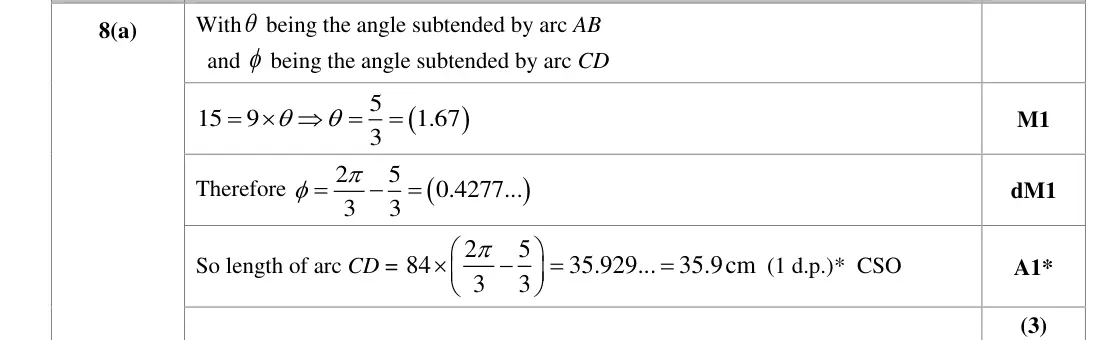 8(a)
With θ being the angle subtended by arc AB
and ϕ being the angle subtended by arc CD
15 = 9 × θ ⇒ θ = 5/3 = (1.67) M1
Therefore ϕ = 2π/3 − 5/3 = (0.4277...) dM1
So length of arc CD = 84 × (2π/3 − 5/3) = 35.929... = 35.9 cm (1 d.p.)* CSO A1*
(3)